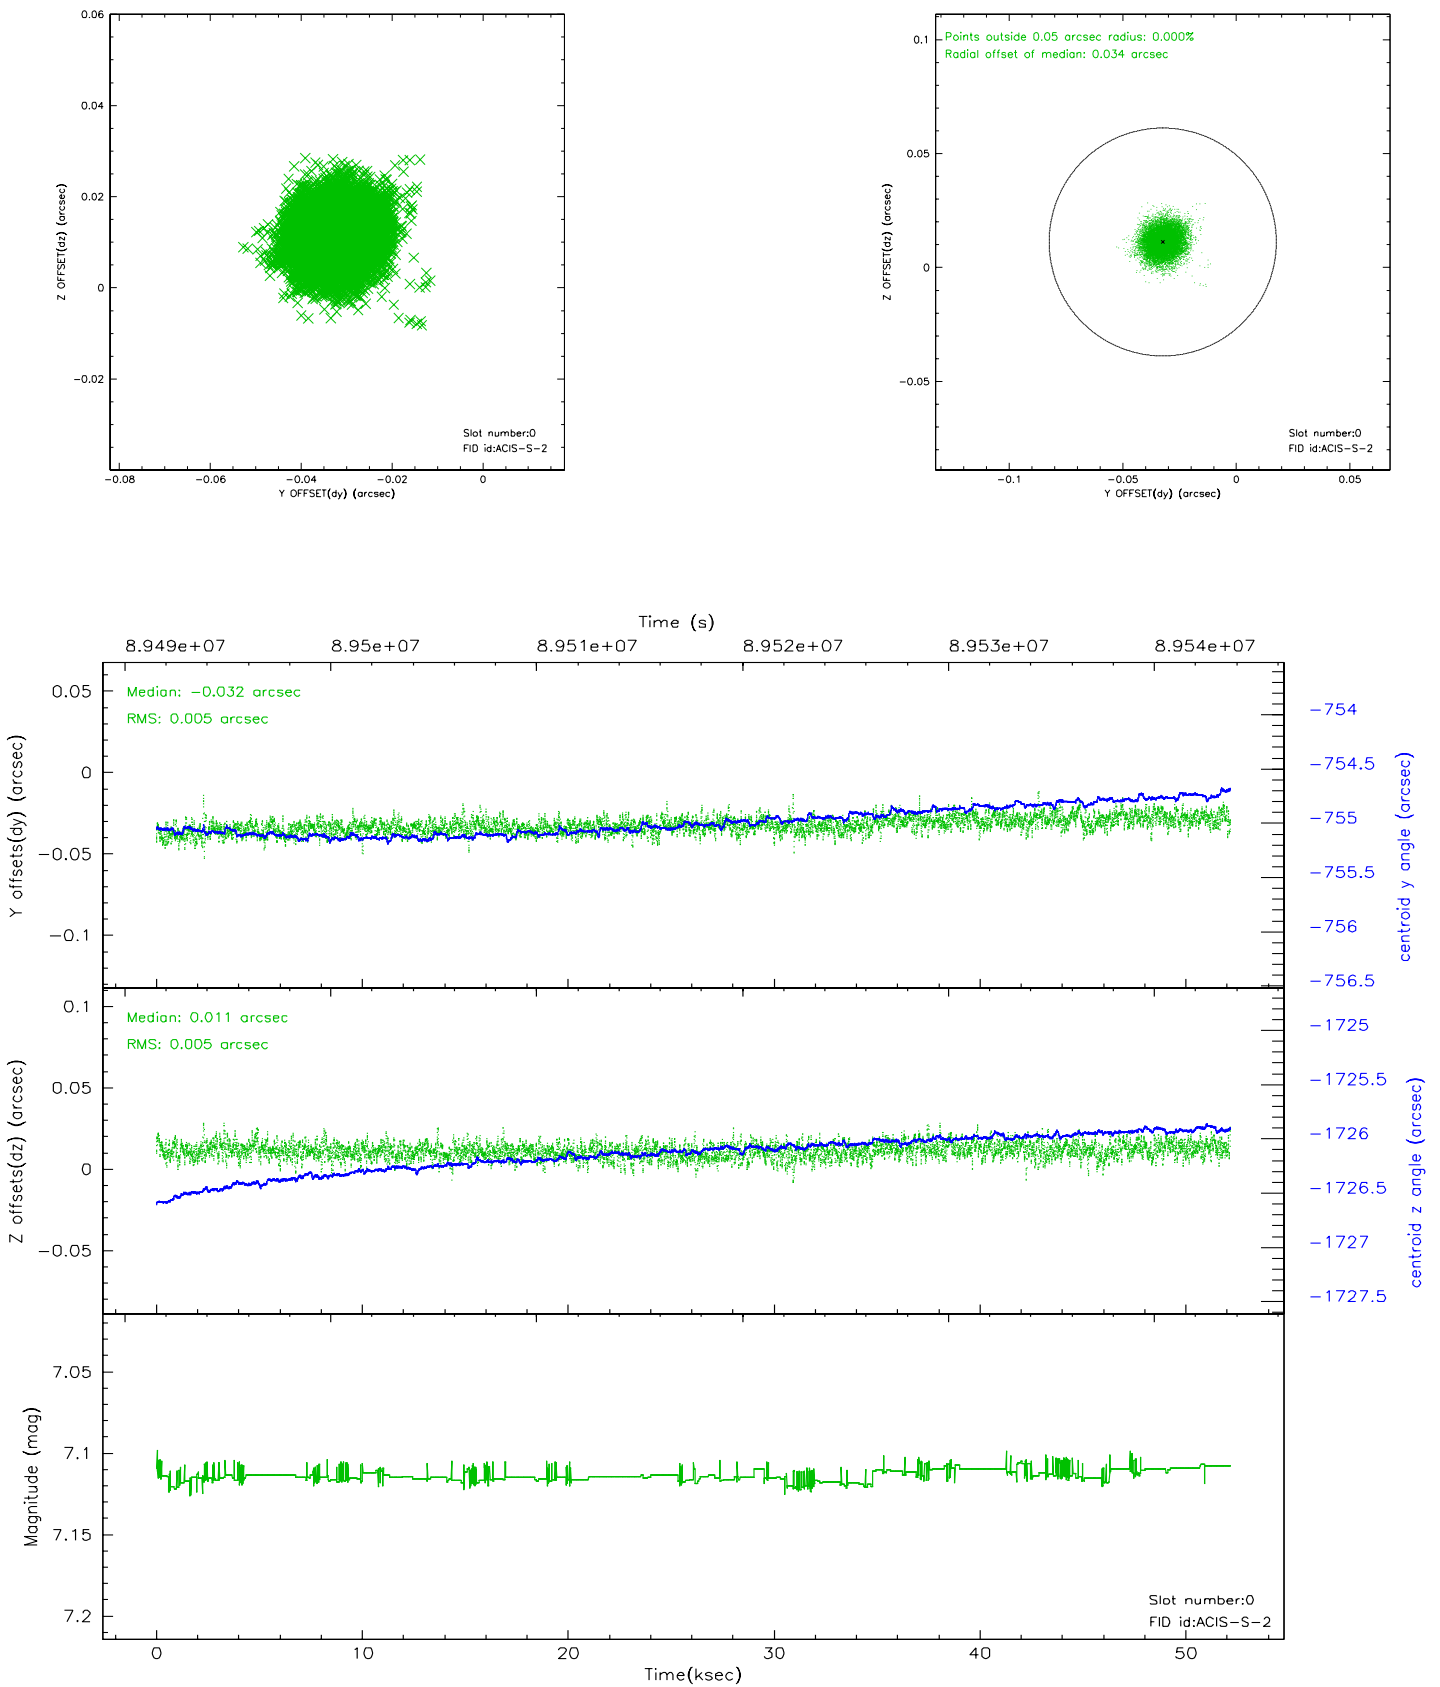 0.06
0.04
0.02
0
−0.02
Z OFFSET(dz) (arcsec)
Slot number:0
FID id:ACIS−S−2
−0.08 −0.06 −0.04 −0.02 0
Y OFFSET(dy) (arcsec)
Points outside 0.05 arcsec radius: 0.000%
Radial offset of median: 0.034 arcsec
0.1
0.05
0
−0.05
Z OFFSET(dz) (arcsec)
Slot number:0
FID id:ACIS−S−2
−0.1 −0.05 0 0.05
Y OFFSET(dy) (arcsec)
Time (s)
8.949e+07 8.95e+07 8.951e+07 8.952e+07 8.953e+07 8.954e+07
Median: −0.032 arcsec
RMS: 0.005 arcsec
0.05
0
−0.05
−0.1
Y offsets(dy) (arcsec)
−754
−754.5
−755
−755.5
−756
−756.5
centroid y angle (arcsec)
Median: 0.011 arcsec
RMS: 0.005 arcsec
0.1
0.05
0
−0.05
Z offsets(dz) (arcsec)
−1725
−1725.5
−1726
−1726.5
−1727
−1727.5
centroid z angle (arcsec)
7.05
7.1
7.15
7.2
Magnitude (mag)
Slot number:0
FID id:ACIS−S−2
0 10 20 30 40 50
Time(ksec)